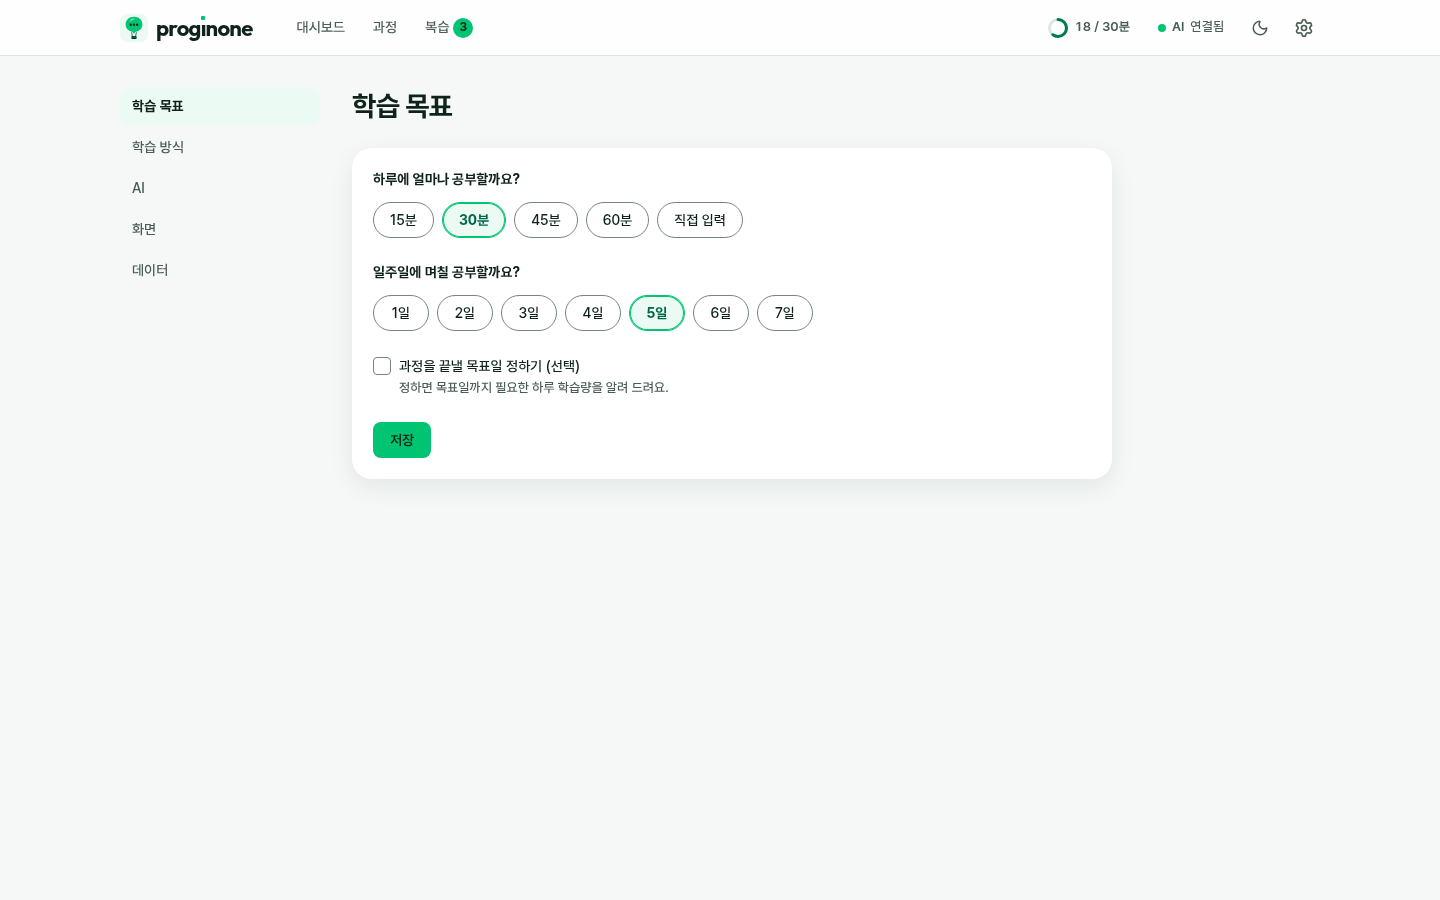 proginone
대시보드 과정 복습 3
18 / 30분 AI 연결됨
학습 목표
학습 방식
AI
화면
데이터
학습 목표
하루에 얼마나 공부할까요?
15분 30분 45분 60분 직접 입력
일주일에 며칠 공부할까요?
1일 2일 3일 4일 5일 6일 7일
과정을 끝낼 목표일 정하기 (선택)
정하면 목표일까지 필요한 하루 학습량을 알려 드려요.
저장